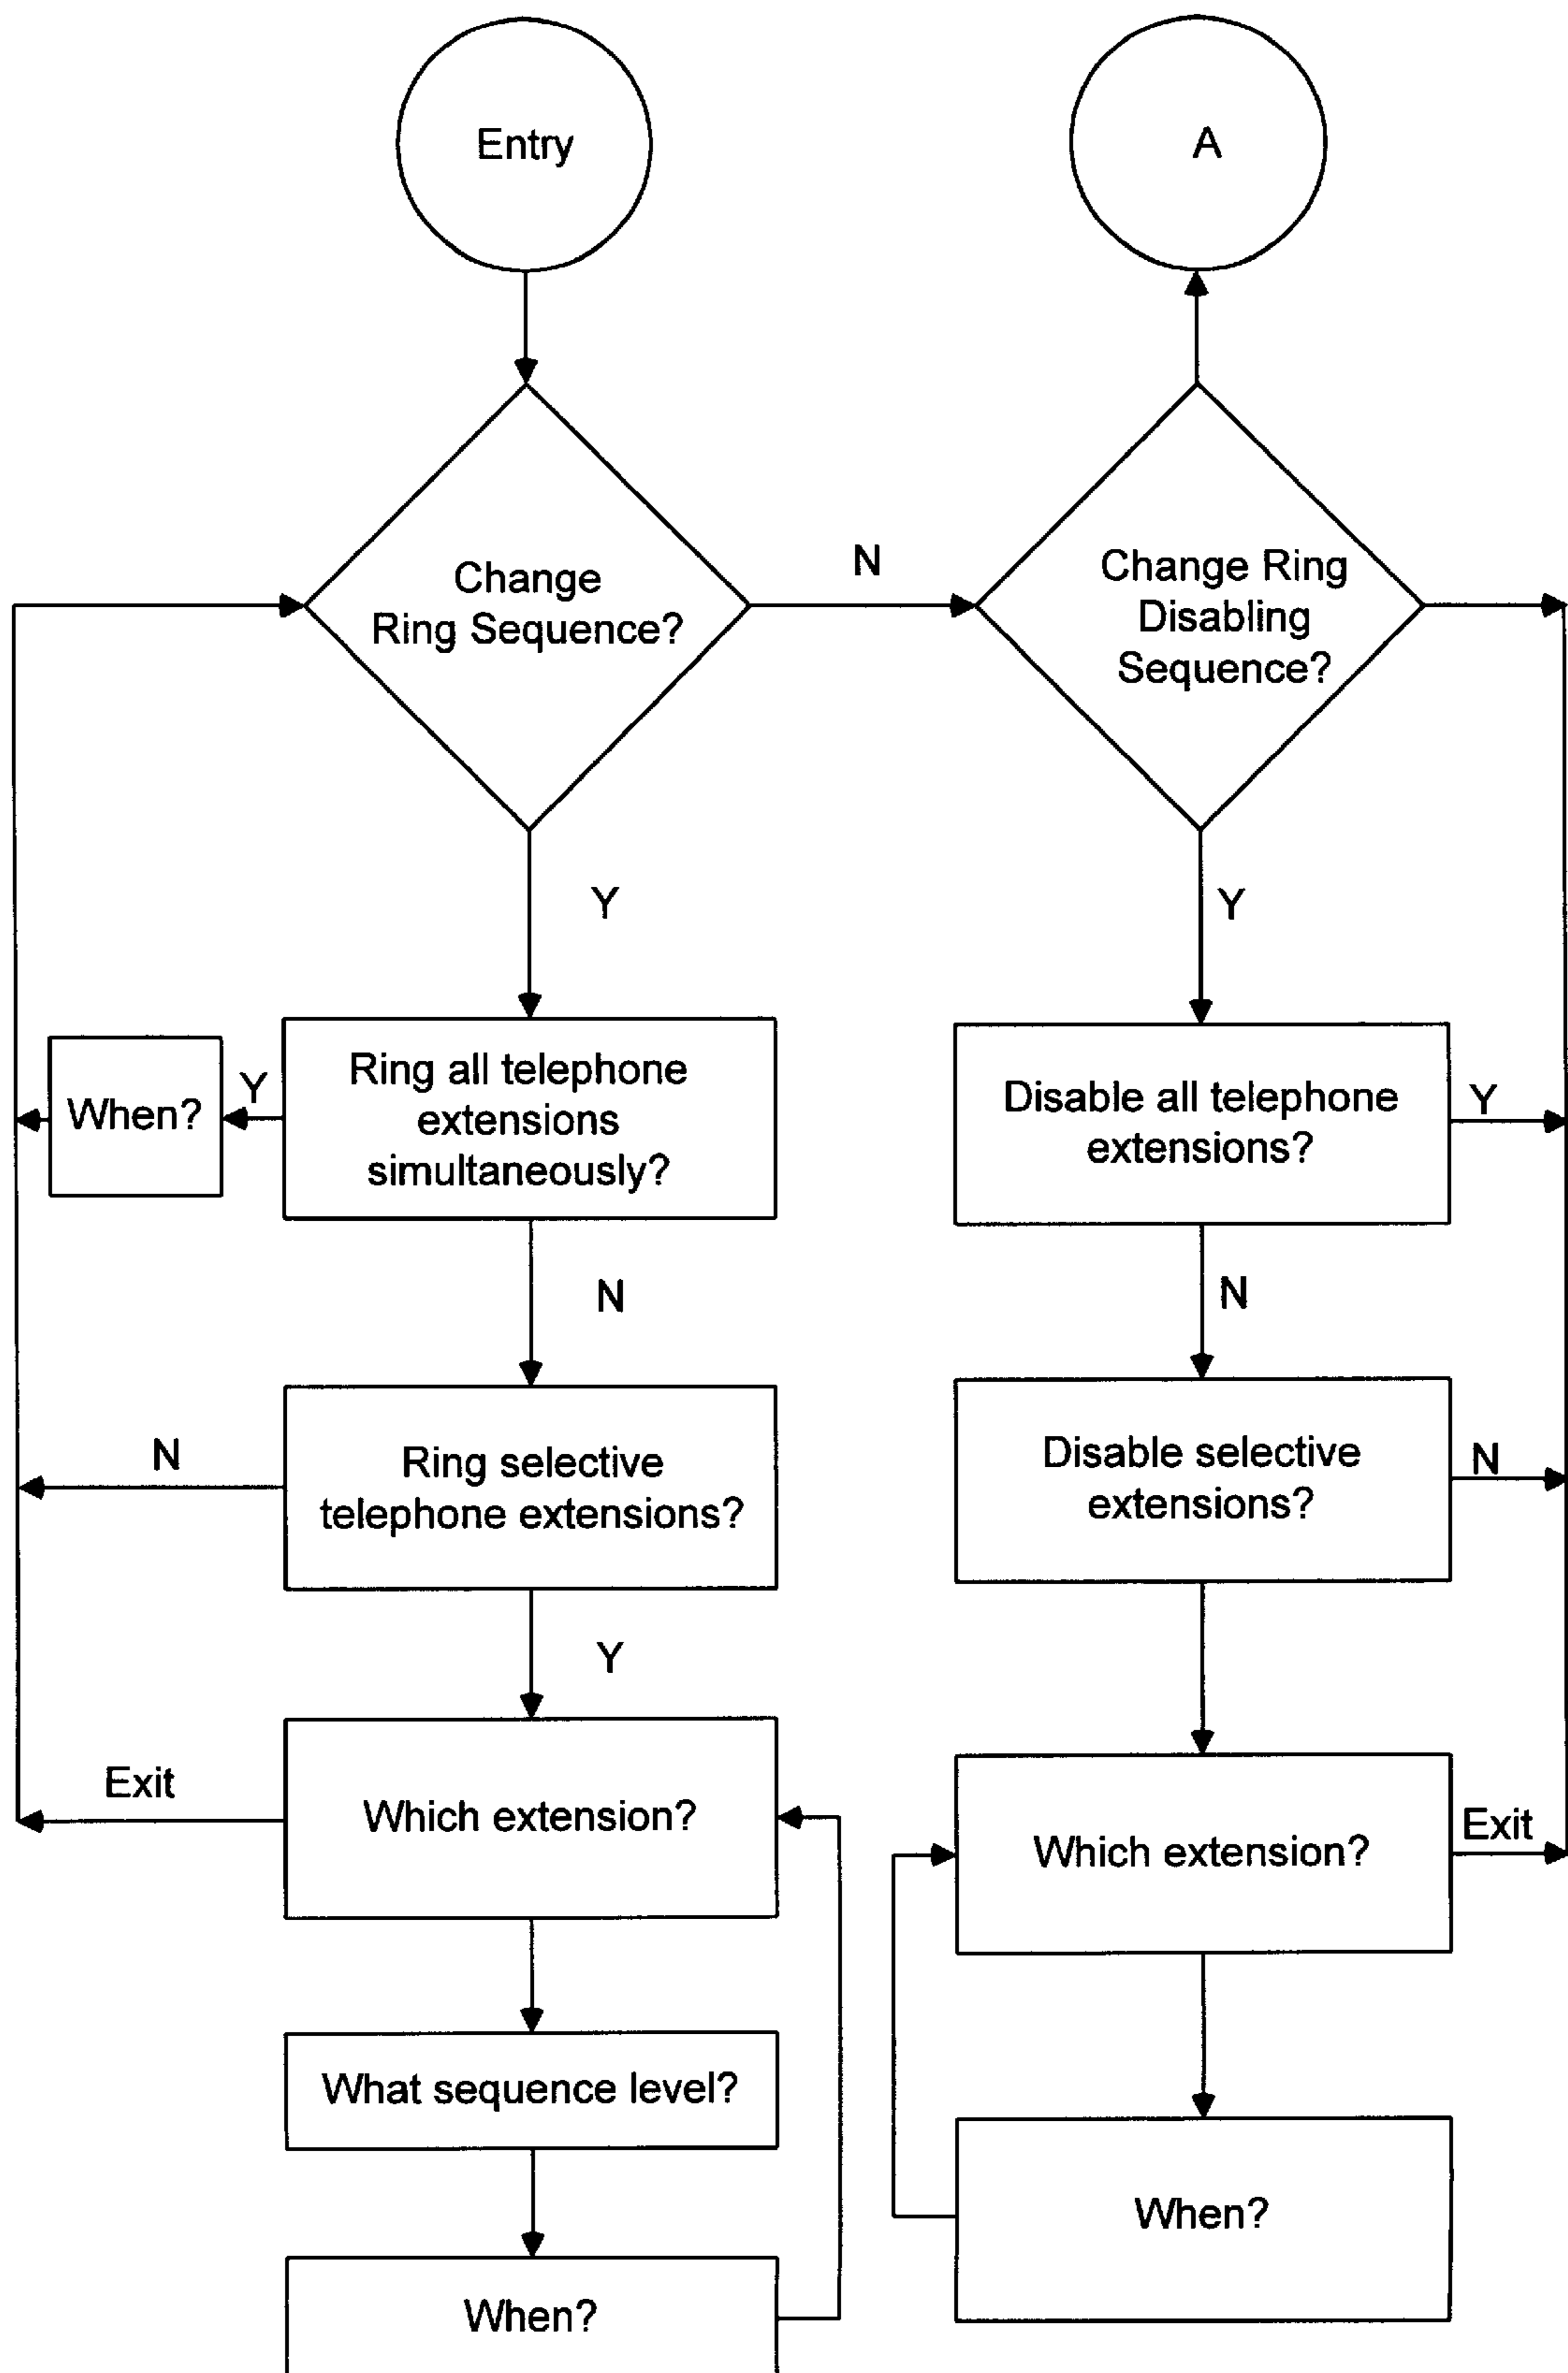 Entry
A
Change
Ring Sequence?
N
Change Ring
Disabling
Sequence?
Y
Y
When?
Y
Ring all telephone
extensions
simultaneously?
Disable all telephone
extensions?
Y
N
N
N
Ring selective
telephone extensions?
Disable selective
extensions?
N
Y
Exit
Which extension?
Which extension?
Exit
What sequence level?
When?
When?